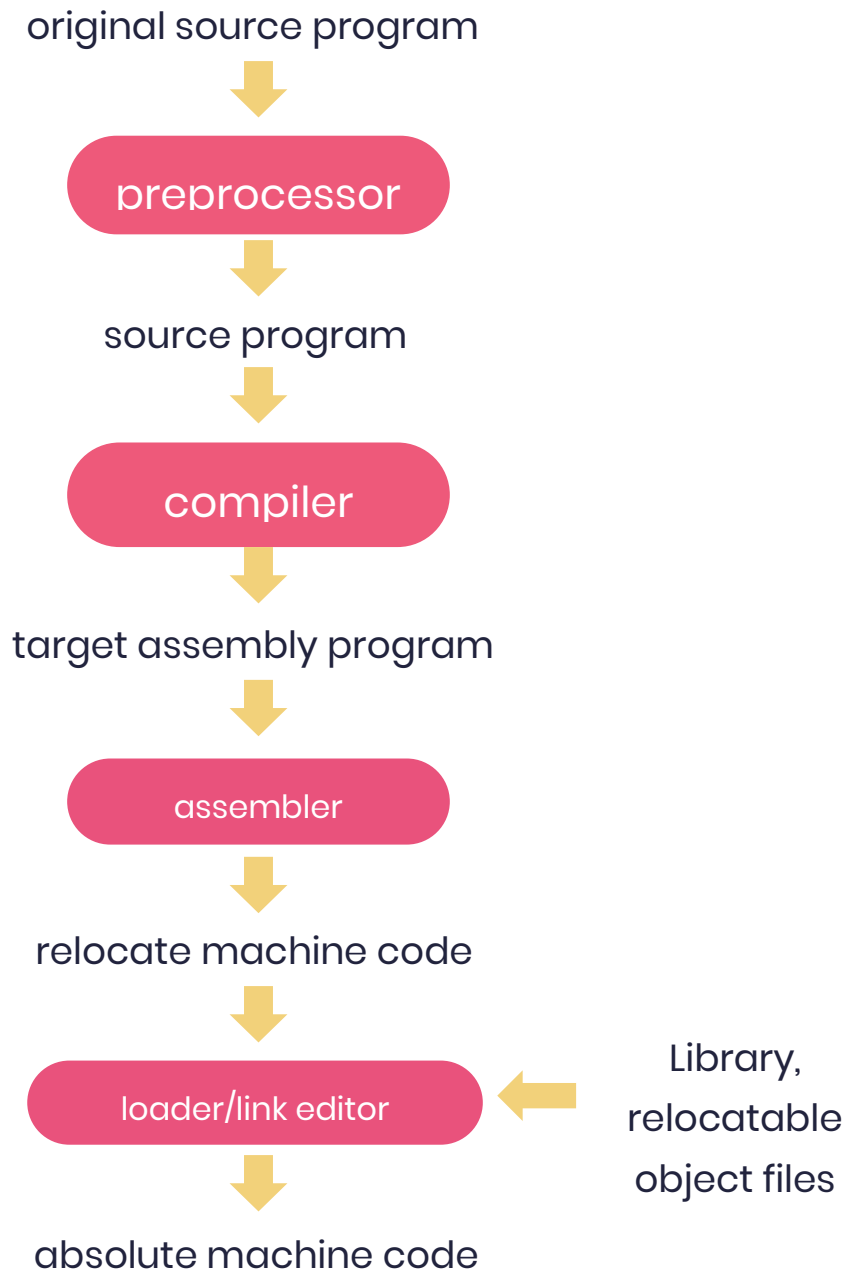 original source program
preprocessor
source program
compiler
target assembly program
assembler
relocate machine code
loader/link editor
Library,
relocatable
object files
absolute machine code